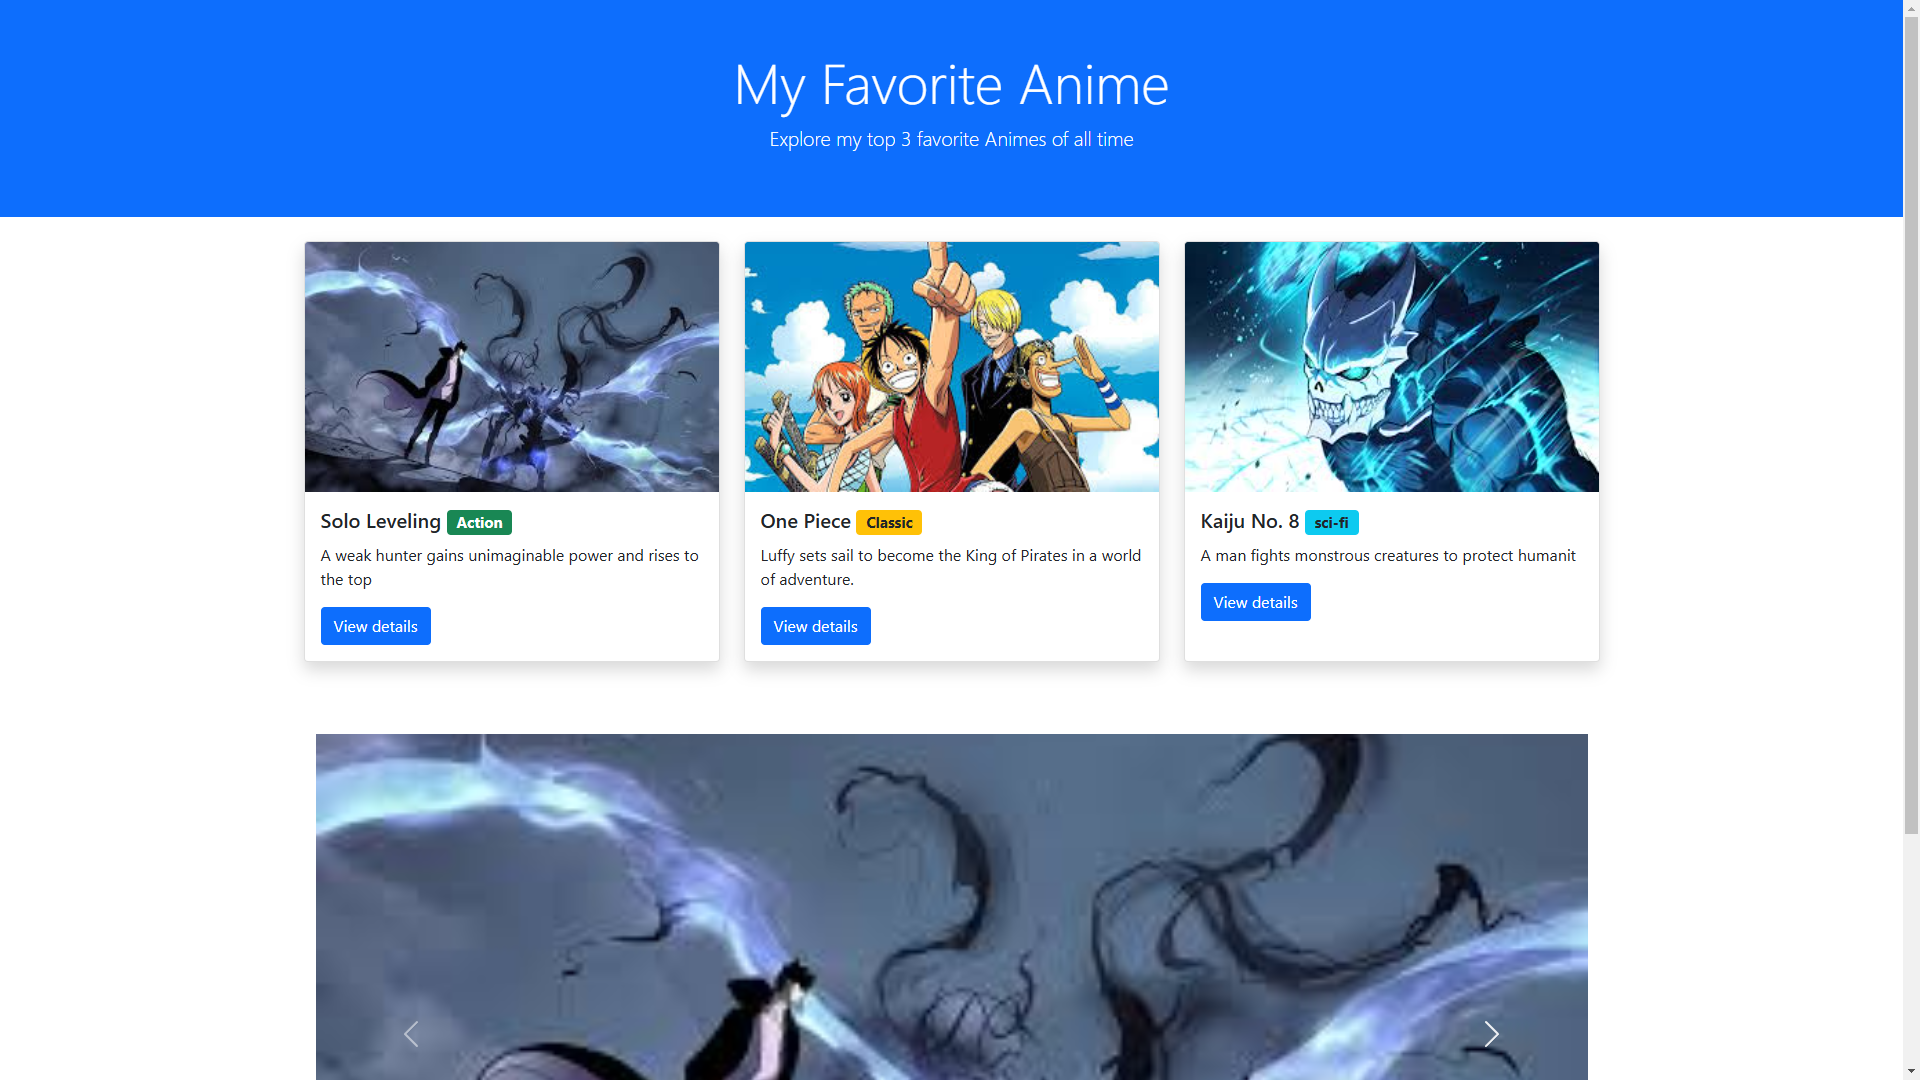 My Favorite Anime
Explore my top 3 favorite Animes of all time
Solo Leveling Action
A weak hunter gains unimaginable power and rises to
the top
View details
One Piece Classic
Luffy sets sail to become the King of Pirates in a world
of adventure.
View details
Kaiju No. 8 sci-fi
A man fights monstrous creatures to protect humanit
View details